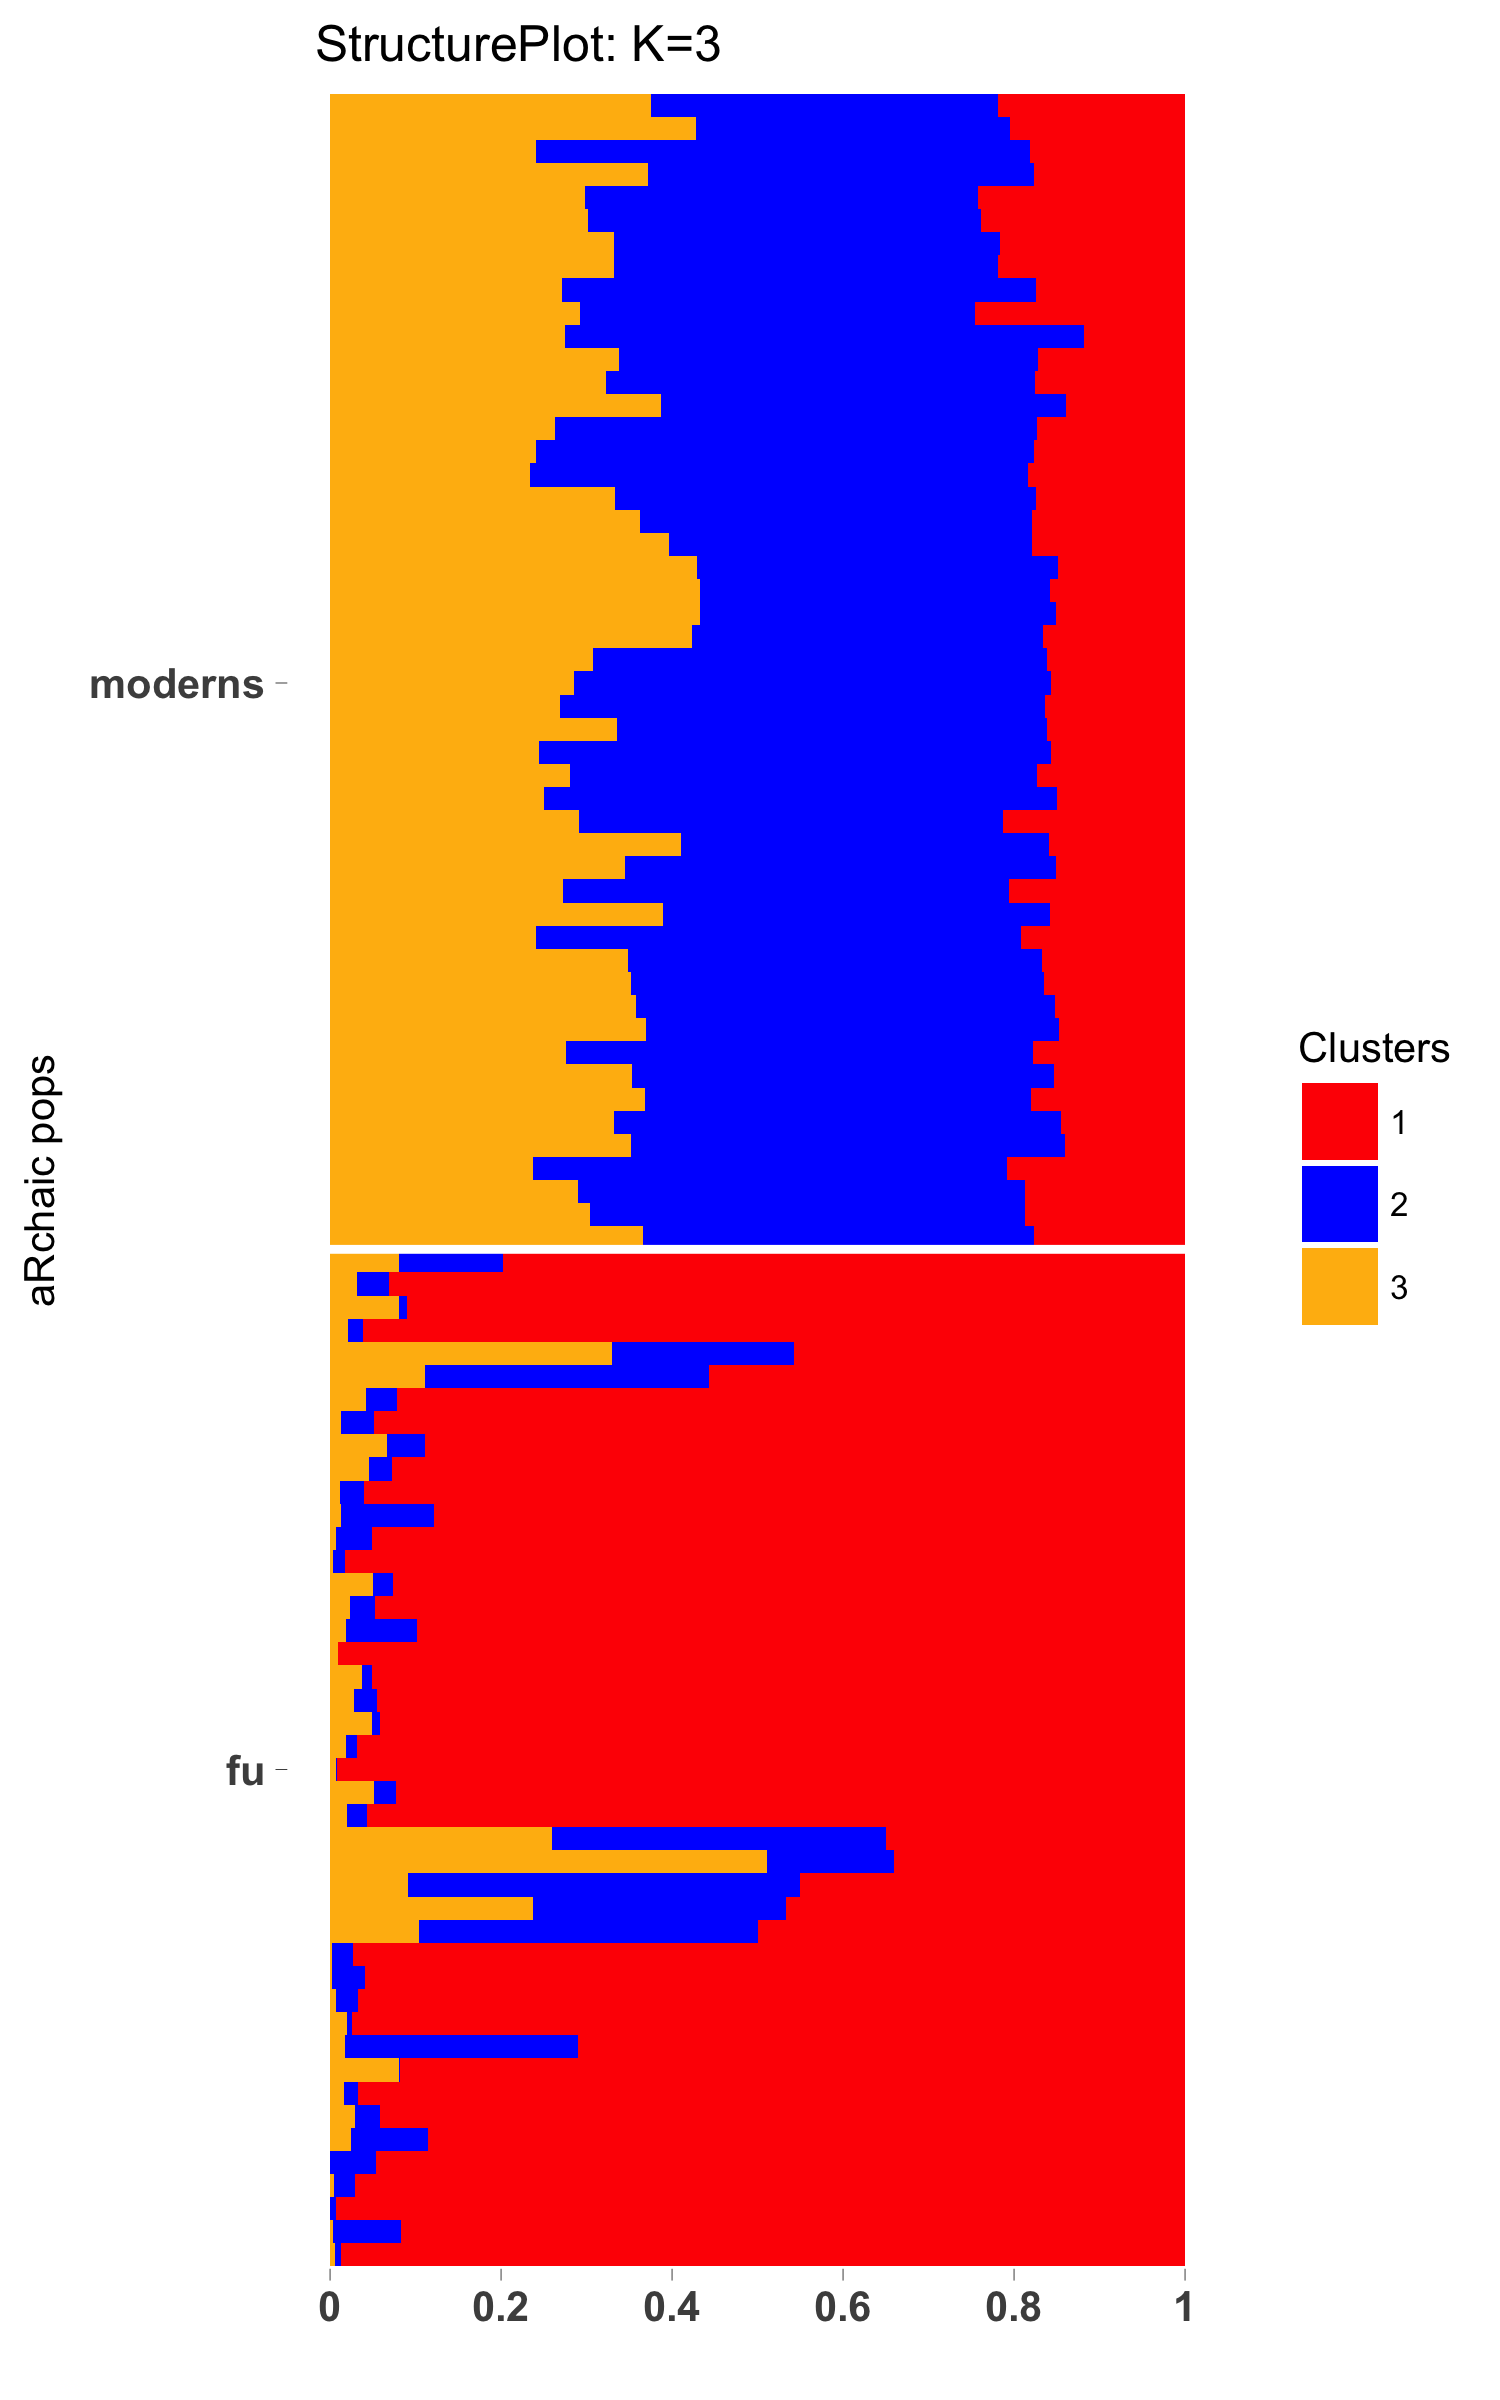 StructurePlot: K=3
moderns
aRchaic pops
fu
0 0.2 0.4 0.6 0.8 1
Clusters
1
2
3